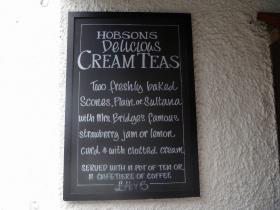 HOBSONS
Delicious
CREAM TEAS
Two freshly baked
Scones, Plain or Sultana
with Mrs Bridges famous
strawberry jam or lemon
curd, & with clotted cream.
SERVED WITH A POT OF TEA OR
A CAFETIERE OF COFFEE